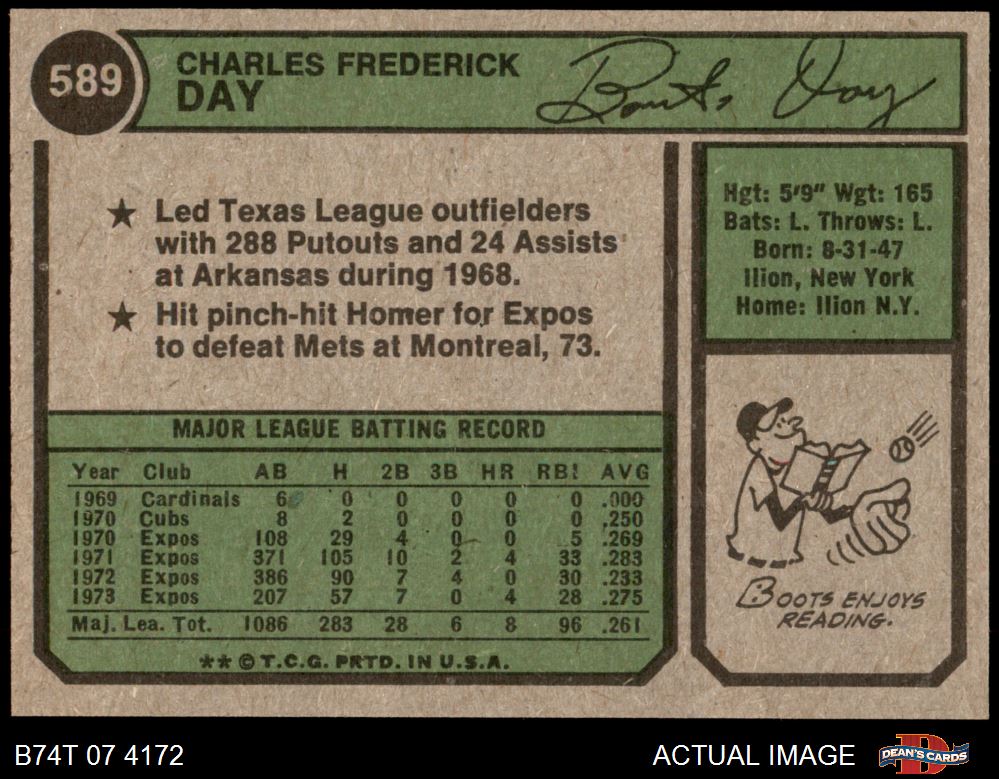 589
CHARLES FREDERICK
DAY
Boots Day
★ Led Texas League outfielders
with 288 Putouts and 24 Assists
at Arkansas during 1968.
★ Hit pinch-hit Homer for Expos
to defeat Mets at Montreal, 73.
Hgt: 5'9" Wgt: 165
Bats: L. Throws: L.
Born: 8-31-47
Ilion, New York
Home: Ilion N.Y.
MAJOR LEAGUE BATTING RECORD
Year Club AB H 2B 3B HR RBI AVG
1969 Cardinals 6 0 0 0 0 0 .000
1970 Cubs 8 2 0 0 0 0 .250
1970 Expos 108 29 4 0 0 5 .269
1971 Expos 371 105 10 2 4 33 .283
1972 Expos 386 90 7 4 0 30 .233
1973 Expos 207 57 7 0 4 28 .275
Maj. Lea. Tot. 1086 283 28 6 8 96 .261
** © T.C.G. PRTD. IN U.S.A.
BOOTS ENJOYS
READING.
B74T 07 4172
ACTUAL IMAGE
DEAN'S CARDS